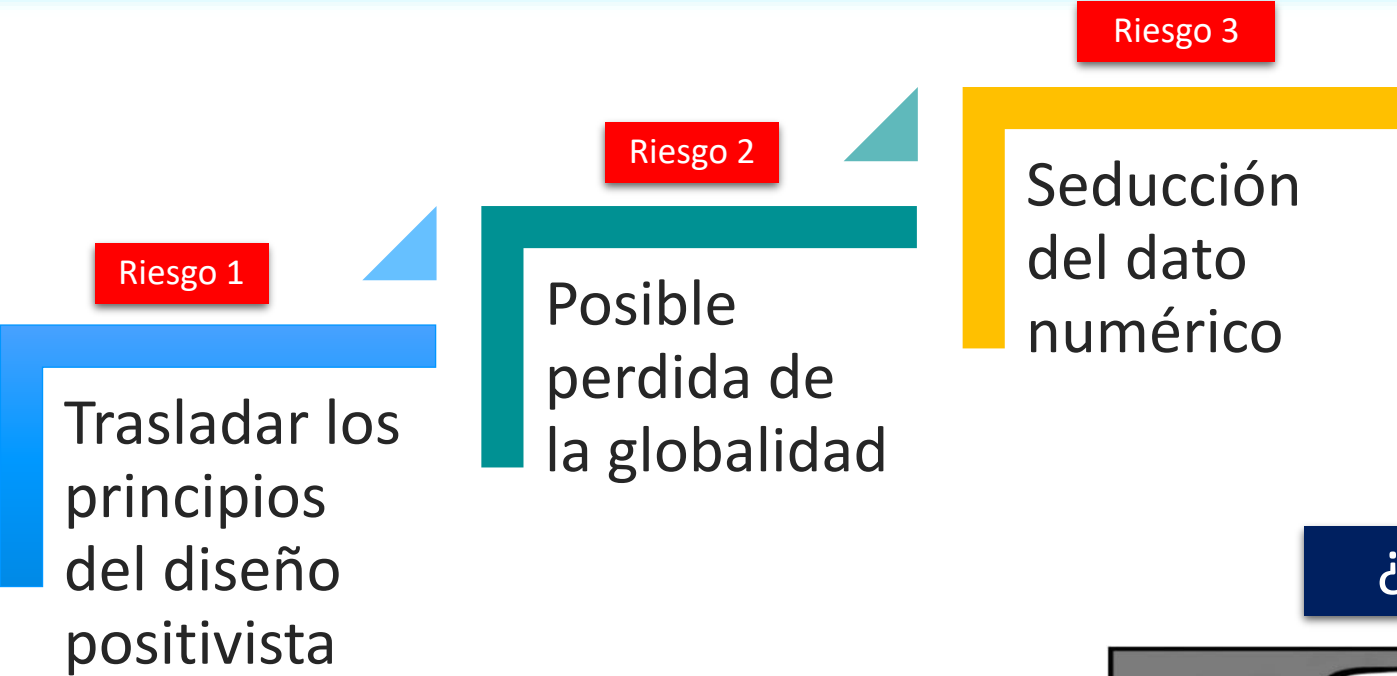 Riesgo 1
Trasladar los
principios
del diseño
positivista
Riesgo 2
Posible
perdida de
la globalidad
Riesgo 3
Seducción
del dato
numérico
¿